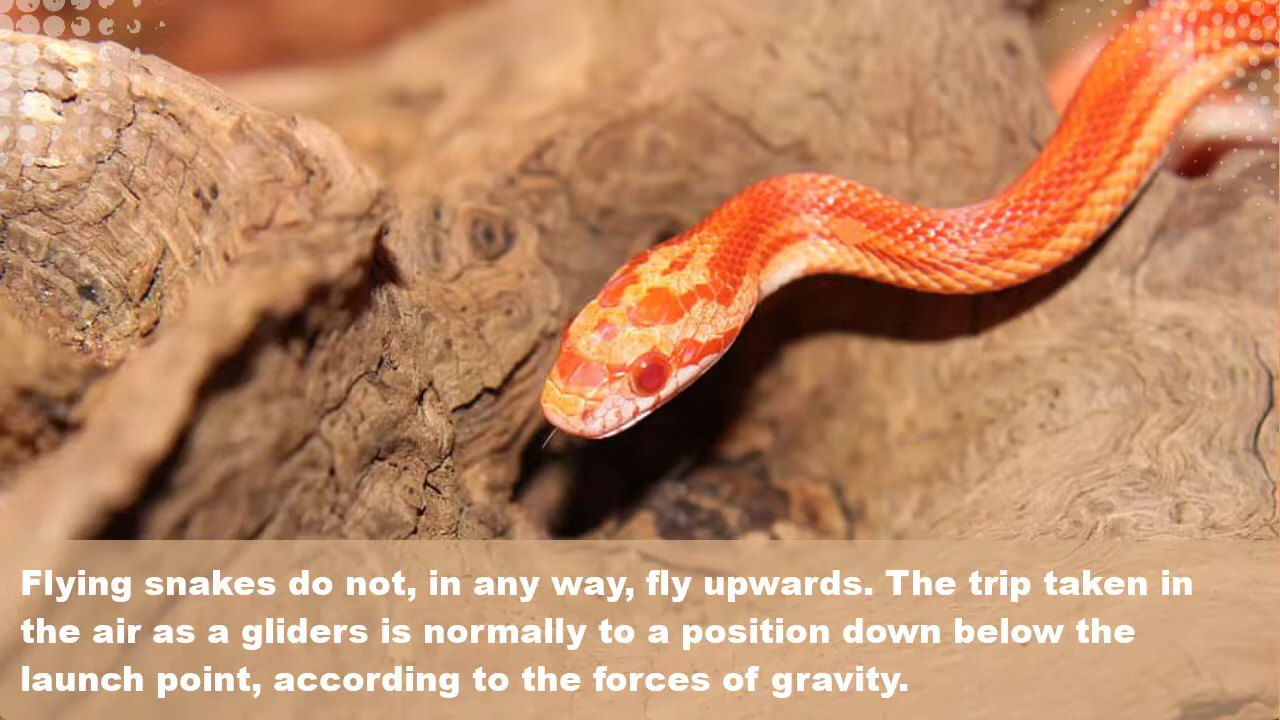 Flying snakes do not, in any way, fly upwards. The trip taken in
the air as a gliders is normally to a position down below the
launch point, according to the forces of gravity.